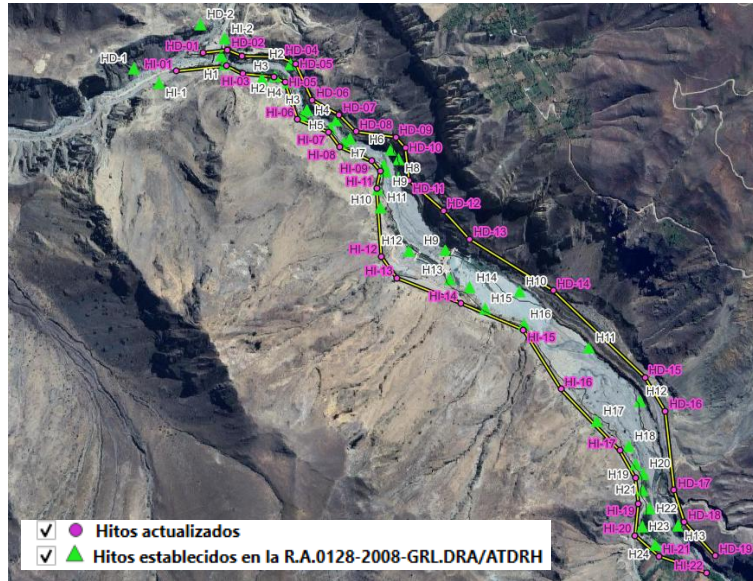 HD-2
HI-2
HD-01
HD-02
HD-04
H2
HD-1
HI-01
HD-05
H1
H3
HI-03
H2
H4
HI-05
HI-1
H3
HD-06
H4
HD-07
HI-06
H5
HD-08
HI-07
H6
HD-09
HI-08
HD-10
H7
H8
HI-09
H9
HI-11
HD-11
H10
H11
HD-12
HD-13
H12
H9
HI-12
HI-13
H13
H14
H10
HD-14
HI-14
H15
H16
HI-15
H11
HD-15
HI-16
H12
HD-16
H17
HI-17
H18
H20
H19
H21
HD-17
HI-19
H22
HD-18
HI-20
H23
H13
H24
HI-21
HD-19
HI-22
Hitos actualizados
Hitos establecidos en la R.A.0128-2008-GRL.DRA/ATDRH